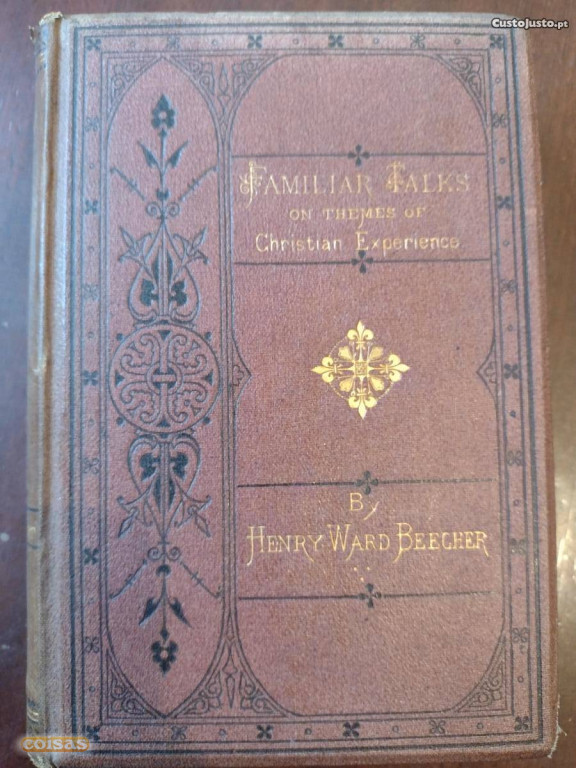 Custojusto.pt
FAMILIAR TALKS
ON THEMES OF
Christian Experience
By
HENRY WARD BEECHER
coisas